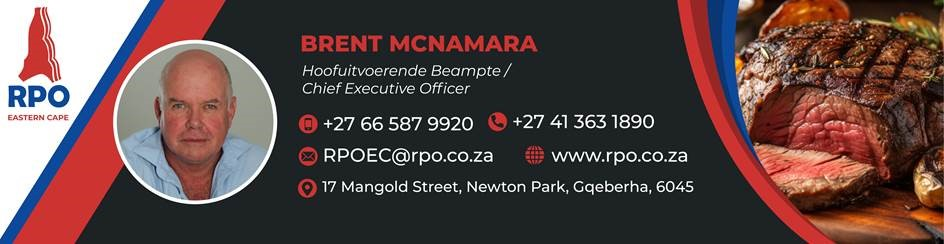 RPO
EASTERN CAPE
BRENT MCNAMARA
Hoofuitvoerende Beampte /
Chief Executive Officer
+27 66 587 9920 +27 41 363 1890
RPOEC@rpo.co.za www.rpo.co.za
17 Mangold Street, Newton Park, Gqeberha, 6045